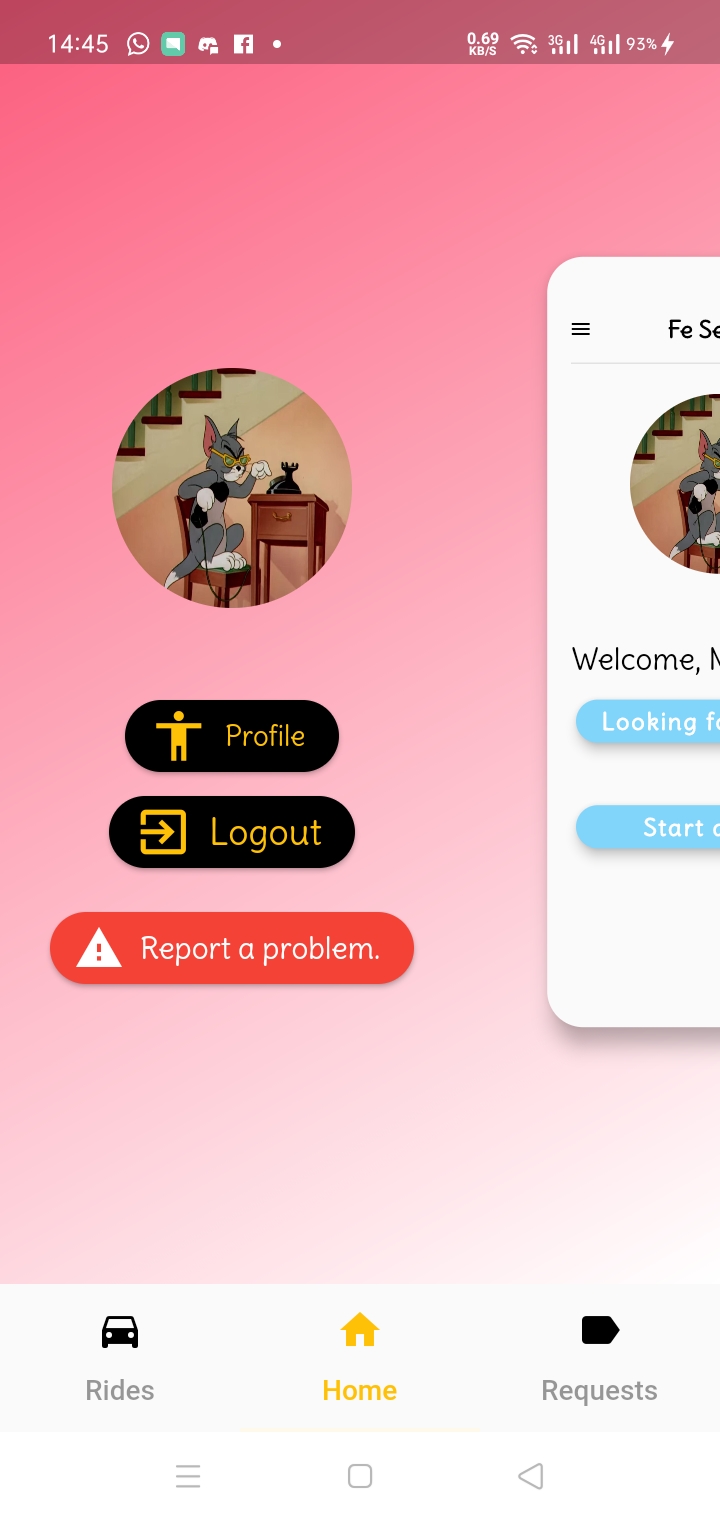 14:45
0.69
KB/S
3G
4G
93%
Fe Se
Welcome, M
Looking fo
Start a
Profile
Logout
Report a problem.
Rides
Home
Requests